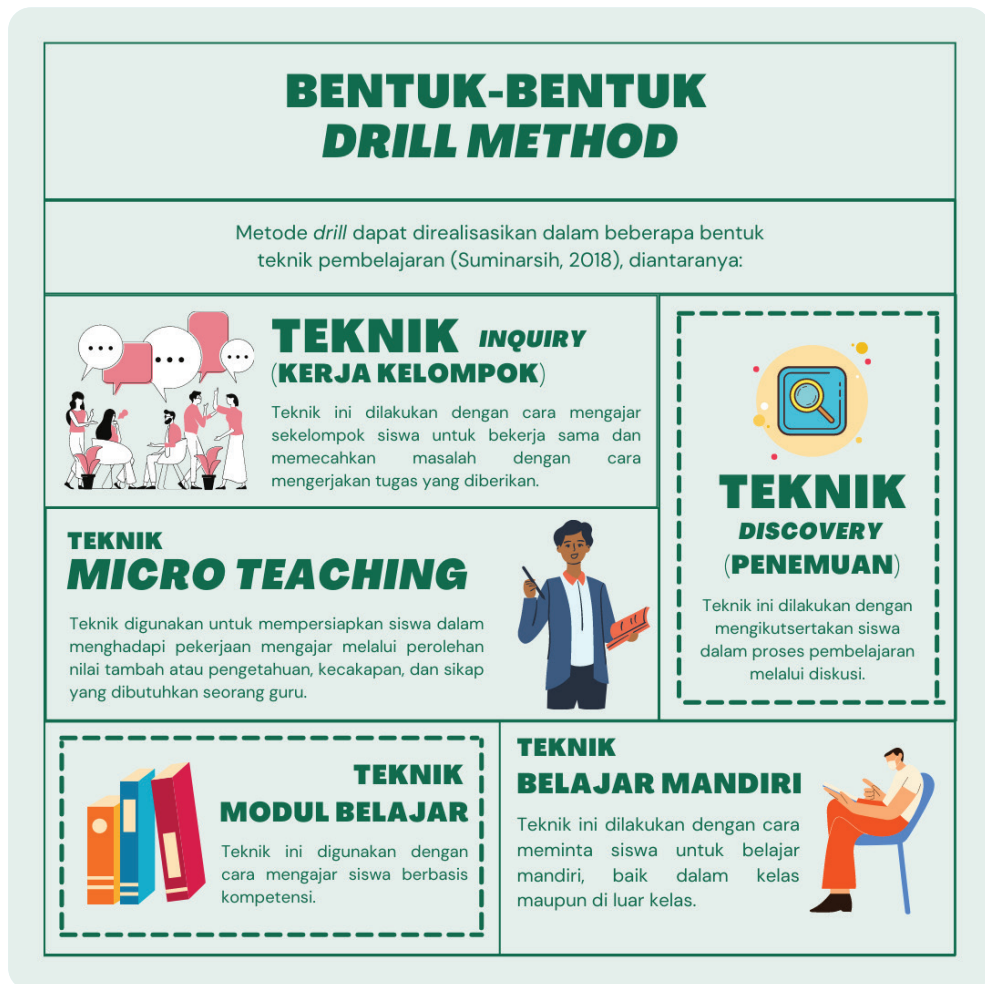 BENTUK-BENTUK
DRILL METHOD
Metode drill dapat direalisasikan dalam beberapa bentuk
teknik pembelajaran (Suminarsih, 2018), diantaranya:
TEKNIK INQUIRY
(KERJA KELOMPOK)
Teknik ini dilakukan dengan cara mengajar
sekelompok siswa untuk bekerja sama dan
memecahkan masalah dengan cara
mengerjakan tugas yang diberikan.
TEKNIK
DISCOVERY
(PENEMUAN)
Teknik ini dilakukan dengan
mengikutsertakan siswa
dalam proses pembelajaran
melalui diskusi.
TEKNIK
MICRO TEACHING
Teknik digunakan untuk mempersiapkan siswa dalam
menghadapi pekerjaan mengajar melalui perolehan
nilai tambah atau pengetahuan, kecakapan, dan sikap
yang dibutuhkan seorang guru.
TEKNIK
MODUL BELAJAR
Teknik ini digunakan dengan
cara mengajar siswa berbasis
kompetensi.
TEKNIK
BELAJAR MANDIRI
Teknik ini dilakukan dengan cara
meminta siswa untuk belajar
mandiri, baik dalam kelas
maupun di luar kelas.